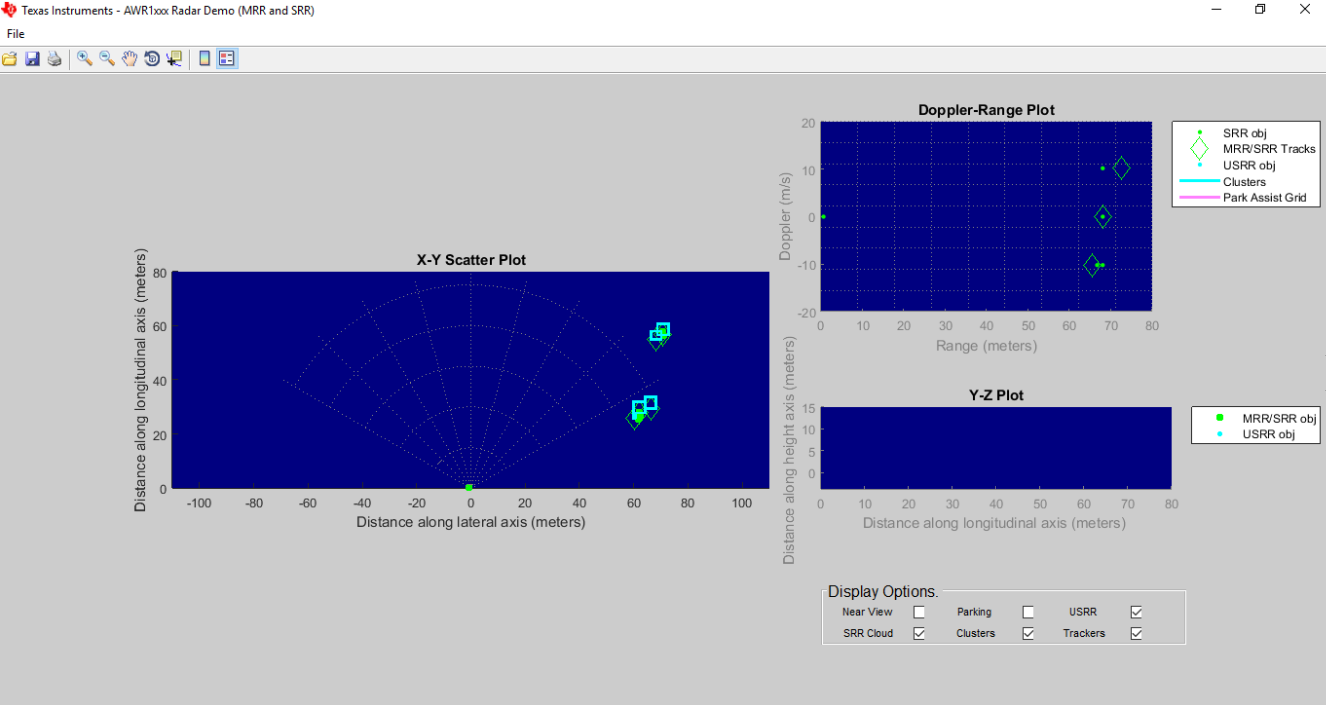 Texas Instruments - AWR1xxx Radar Demo (MRR and SRR)
File
X-Y Scatter Plot
Distance along longitudinal axis (meters)
80
60
40
20
0
-100 -80 -60 -40 -20 0 20 40 60 80 100
Distance along lateral axis (meters)
Doppler-Range Plot
Doppler (m/s)
20
10
0
-10
-20
0 10 20 30 40 50 60 70 80
Range (meters)
SRR obj
MRR/SRR Tracks
USRR obj
Clusters
Park Assist Grid
Y-Z Plot
Distance along height axis (meters)
15
10
5
0
0 10 20 30 40 50 60 70 80
Distance along longitudinal axis (meters)
MRR/SRR obj
USRR obj
Display Options.
Near View Parking USRR
SRR Cloud Clusters Trackers